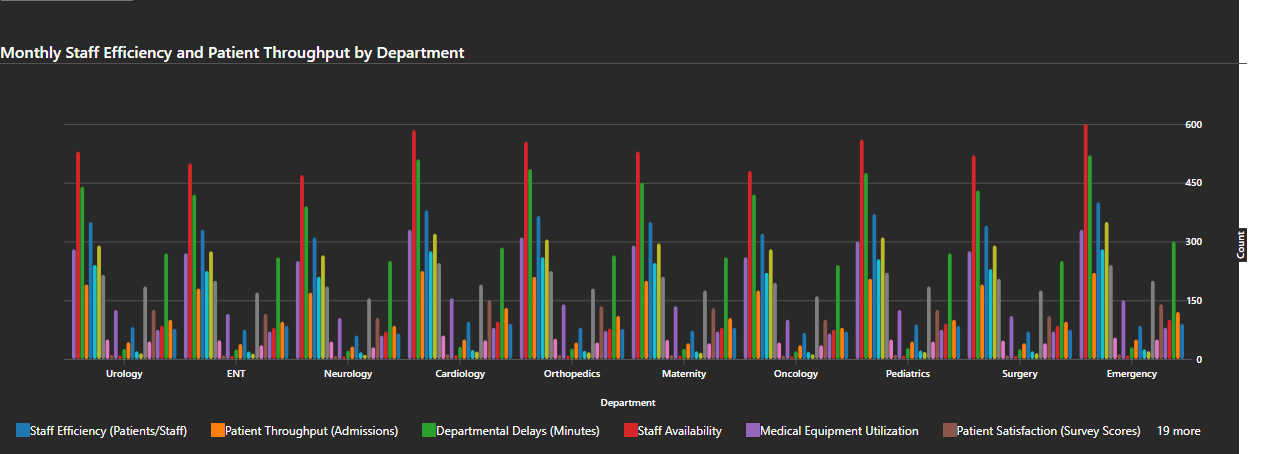 Monthly Staff Efficiency and Patient Throughput by Department
600
450
300
150
0
Count
Urology ENT Neurology Cardiology Orthopedics Maternity Oncology Pediatrics Surgery Emergency
Department
Staff Efficiency (Patients/Staff) Patient Throughput (Admissions) Departmental Delays (Minutes) Staff Availability Medical Equipment Utilization Patient Satisfaction (Survey Scores) 19 more